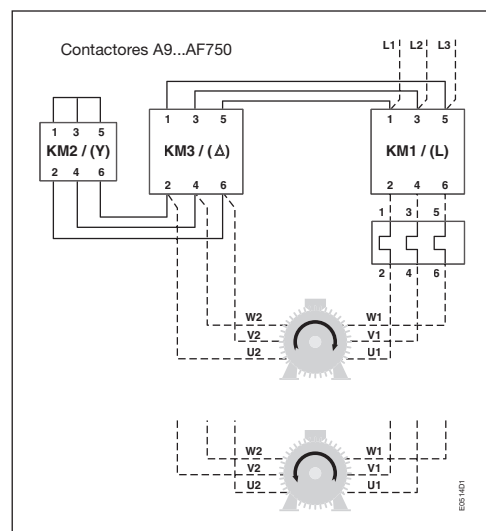 Contactores A9...AF750
L1 L2 L3
1 3 5
KM2 / (Y)
2 4 6
1 3 5
KM3 / (Δ)
2 4 6
1 3 5
KM1 / (L)
2 4 6
1 3 5
2 4 6
W2 W1
V2 V1
U2 U1
W2 W1
V2 V1
U2 U1
E0514D1